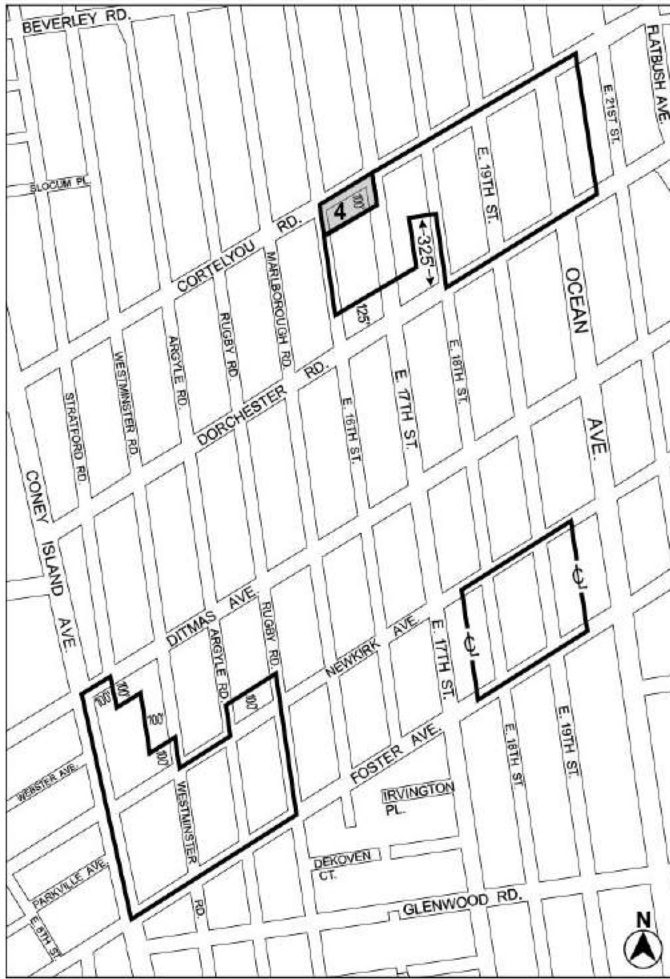 BEVERLEY RD.
FLATBUSH AVE.
E. 21ST ST.
SLOCUM PL.
E. 19TH ST.
4
100'
325'
CORTELYOU RD.
MARLBOROUGH RD.
125'
OCEAN AVE.
RUGBY RD
ARGYLE RD.
WESTMINSTER RD.
STRATFORD RD.
DORCHESTER RD.
E. 16TH ST.
E. 17TH ST.
E. 18TH ST.
CONEY ISLAND AVE.
DITMAS AVE.
ARGYLE RD.
RUGBY RD.
NEWKIRK AVE.
E. 17TH ST.
100'
100'
100'
100'
100'
FOSTER AVE.
E. 18TH ST.
E. 19TH ST.
WEBSTER AVE.
WESTMINSTER RD.
IRVINGTON PL.
PARKVILLE AVE.
DEKOVEN CT.
E. 8TH ST.
GLENWOOD RD.
N